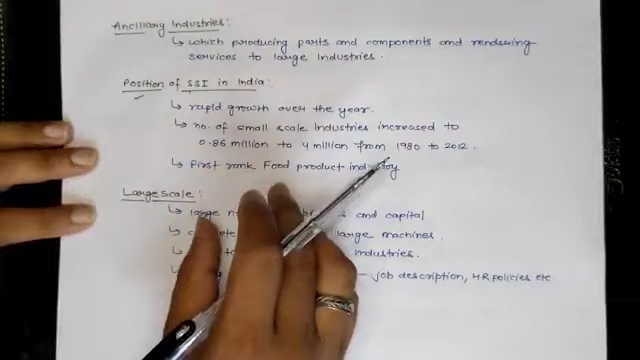 Ancilliary Industries:
↳ which producing parts and components and rendering
services to large Industries.
Position of SSI in India:
↳ rapid growth over the year.
↳ no. of small scale Industries increased to
0.86 million to 4 million from 1980 to 2012.
↳ First rank Food product industry
Large Scale:
↳ large and capital
↳ large machines.
↳ Industries.
↳ — job description, HR policies etc